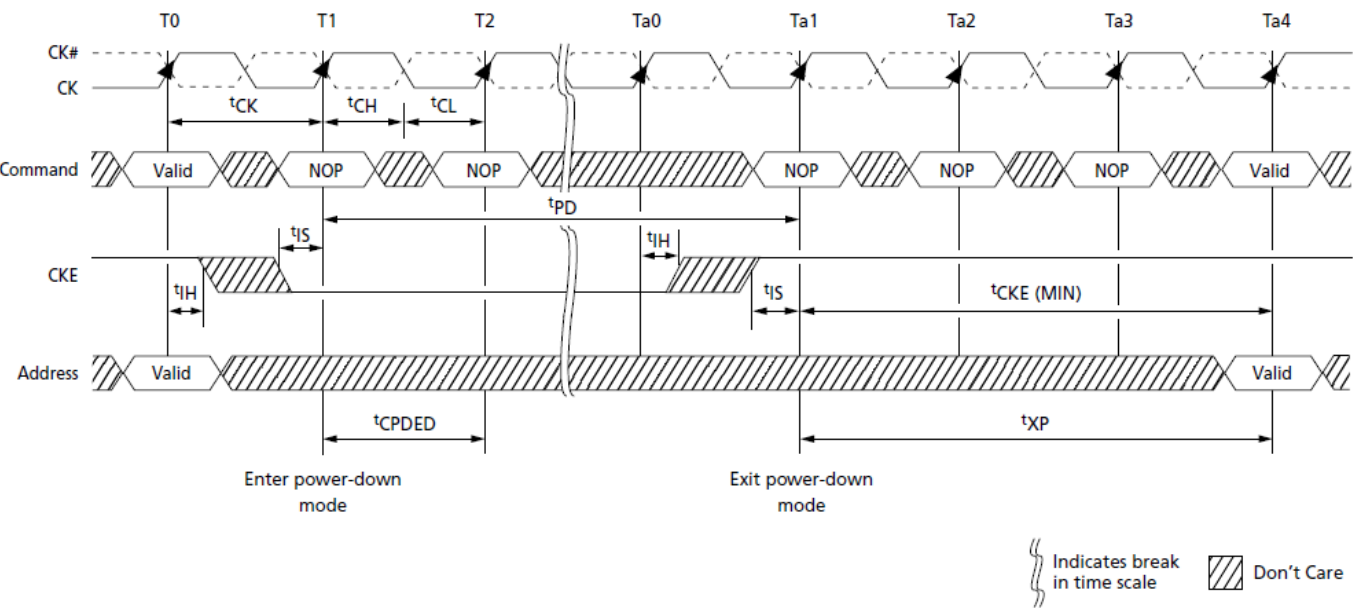 T0 T1 T2 Ta0 Ta1 Ta2 Ta3 Ta4
CK#
CK
tCK tCH tCL
Command Valid NOP NOP NOP NOP NOP Valid
tPD
tIS tIH
CKE
tIH tIS tCKE (MIN)
Address Valid Valid
tCPDED tXP
Enter power-down Exit power-down
mode mode
Indicates break
in time scale Don't Care